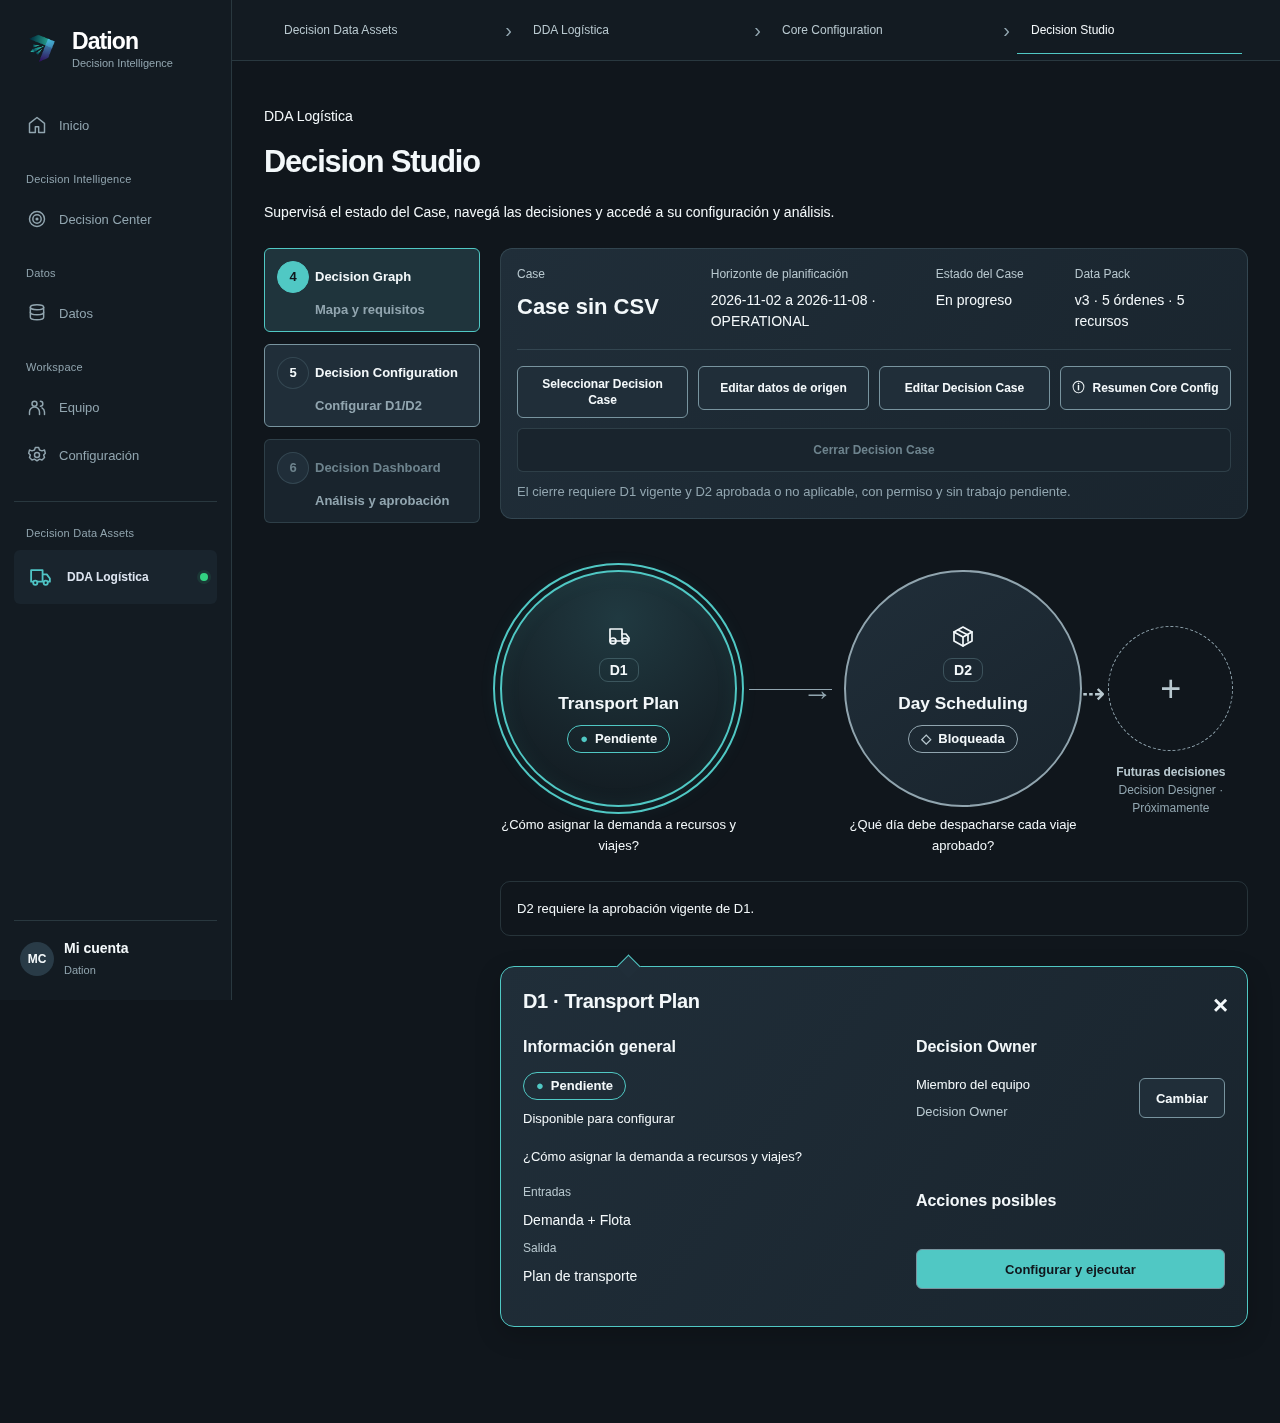 Dation
Decision Intelligence
Inicio
Decision Intelligence
Decision Center
Datos
Datos
Workspace
Equipo
Configuración
Decision Data Assets
DDA Logística
MC
Mi cuenta
Dation
Decision Data Assets
›
DDA Logística
›
Core Configuration
›
Decision Studio
DDA Logística
Decision Studio
Supervisá el estado del Case, navegá las decisiones y accedé a su configuración y análisis.
4
Decision Graph
Mapa y requisitos
5
Decision Configuration
Configurar D1/D2
6
Decision Dashboard
Análisis y aprobación
Case
Case sin CSV
Horizonte de planificación
2026-11-02 a 2026-11-08 ·
OPERATIONAL
Estado del Case
En progreso
Data Pack
v3 · 5 órdenes · 5
recursos
Seleccionar Decision
Case
Editar datos de origen
Editar Decision Case
ⓘ Resumen Core Config
Cerrar Decision Case
El cierre requiere D1 vigente y D2 aprobada o no aplicable, con permiso y sin trabajo pendiente.
D1
Transport Plan
● Pendiente
¿Cómo asignar la demanda a recursos y
viajes?
→
D2
Day Scheduling
◇ Bloqueada
¿Qué día debe despacharse cada viaje
aprobado?
⇢
+
Futuras decisiones
Decision Designer ·
Próximamente
D2 requiere la aprobación vigente de D1.
D1 · Transport Plan
×
Información general
● Pendiente
Disponible para configurar
¿Cómo asignar la demanda a recursos y viajes?
Entradas
Demanda + Flota
Salida
Plan de transporte
Decision Owner
Miembro del equipo
Decision Owner
Cambiar
Acciones posibles
Configurar y ejecutar